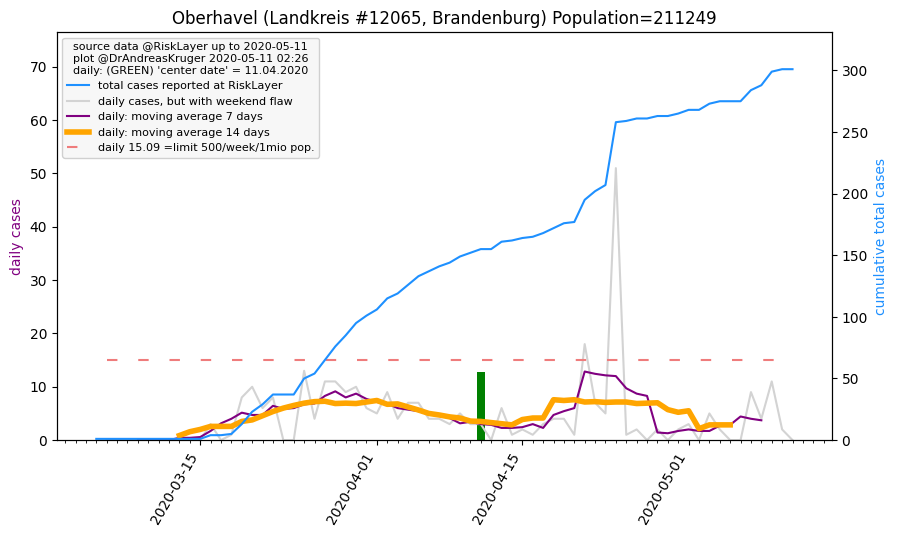 Oberhavel (Landkreis #12065, Brandenburg) Population=211249
source data @RiskLayer up to 2020-05-11
plot @DrAndreasKruger 2020-05-11 02:26
daily: (GREEN) 'center date' = 11.04.2020
total cases reported at RiskLayer
daily cases, but with weekend flaw
daily: moving average 7 days
daily: moving average 14 days
daily 15.09 =limit 500/week/1mio pop.
daily cases
70
60
50
40
30
20
10
0
300
250
200
150
100
50
0
cumulative total cases
2020-03-15
2020-04-01
2020-04-15
2020-05-01